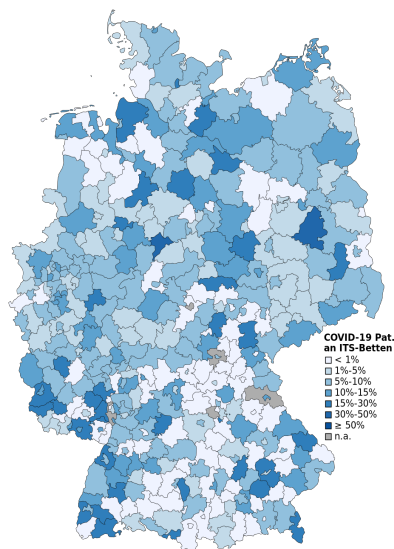 COVID-19 Pat.
an ITS-Betten
< 1%
1%-5%
5%-10%
10%-15%
15%-30%
30%-50%
≥ 50%
n.a.